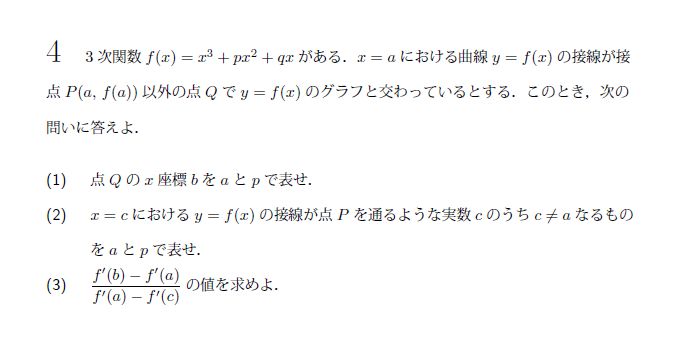 4 3 次関数 f(x) = x³ + px² + qx がある．x = a における曲線 y = f(x) の接線が接
点 P(a, f(a)) 以外の点 Q で y = f(x) のグラフと交わっているとする．このとき，次の
問いに答えよ．
(1) 点 Q の x 座標 b を a と p で表せ．
(2) x = c における y = f(x) の接線が点 P を通るような実数 c のうち c ≠ a なるもの
を a と p で表せ．
(3) \frac{f′(b) − f′(a)}{f′(a) − f′(c)} の値を求めよ．